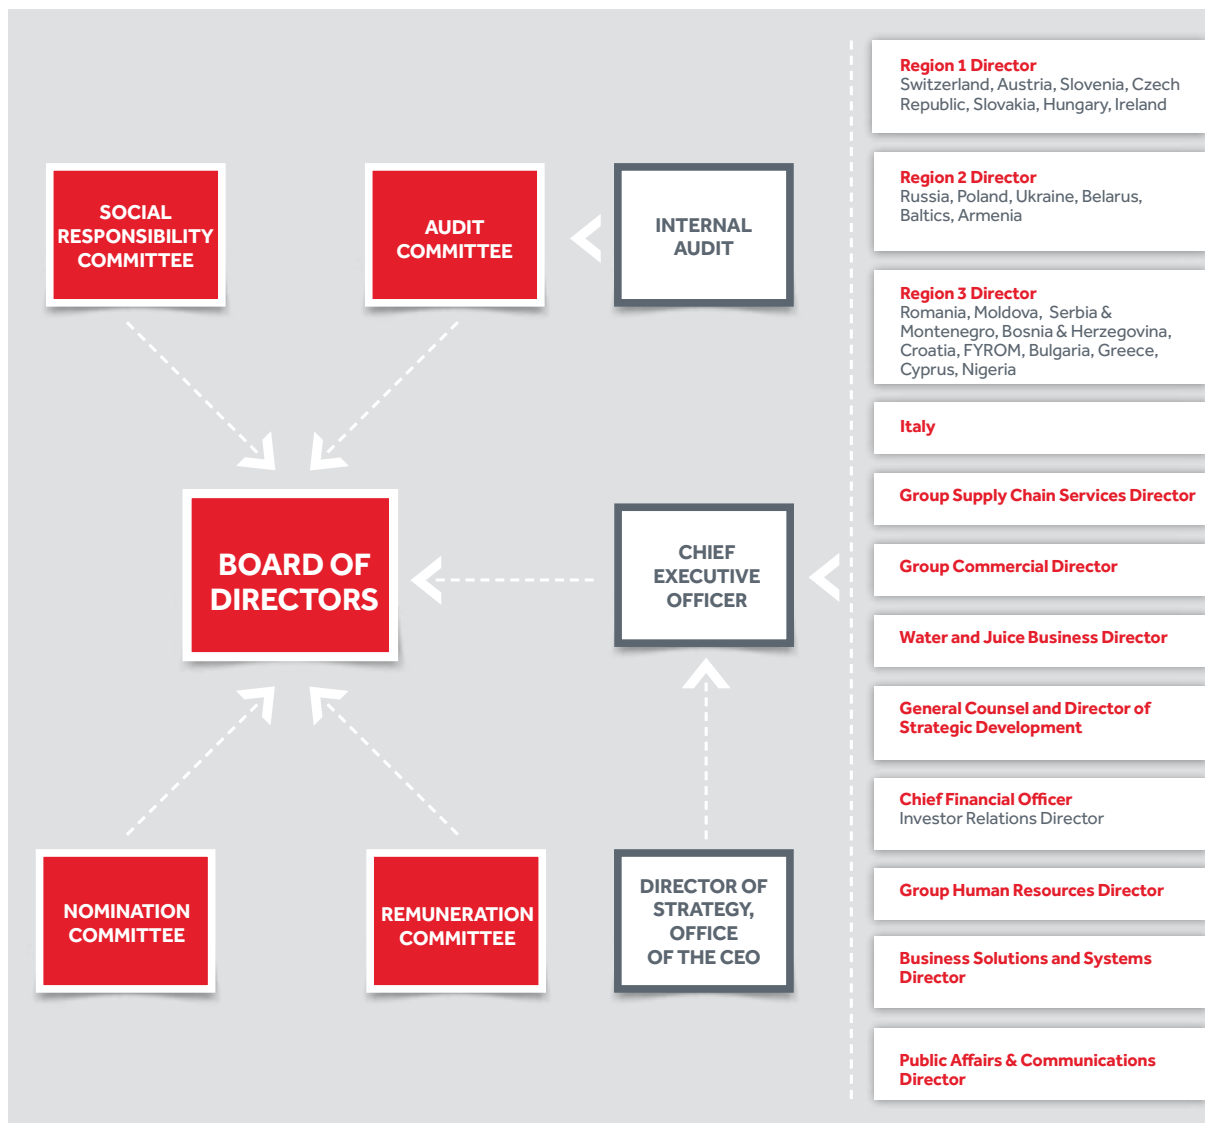 SOCIAL
RESPONSIBILITY
COMMITTEE
AUDIT
COMMITTEE
INTERNAL
AUDIT
BOARD OF
DIRECTORS
CHIEF
EXECUTIVE
OFFICER
NOMINATION
COMMITTEE
REMUNERATION
COMMITTEE
DIRECTOR OF
STRATEGY,
OFFICE
OF THE CEO
Region 1 Director
Switzerland, Austria, Slovenia, Czech
Republic, Slovakia, Hungary, Ireland
Region 2 Director
Russia, Poland, Ukraine, Belarus,
Baltics, Armenia
Region 3 Director
Romania, Moldova, Serbia &
Montenegro, Bosnia & Herzegovina,
Croatia, FYROM, Bulgaria, Greece,
Cyprus, Nigeria
Italy
Group Supply Chain Services Director
Group Commercial Director
Water and Juice Business Director
General Counsel and Director of
Strategic Development
Chief Financial Officer
Investor Relations Director
Group Human Resources Director
Business Solutions and Systems
Director
Public Affairs & Communications
Director